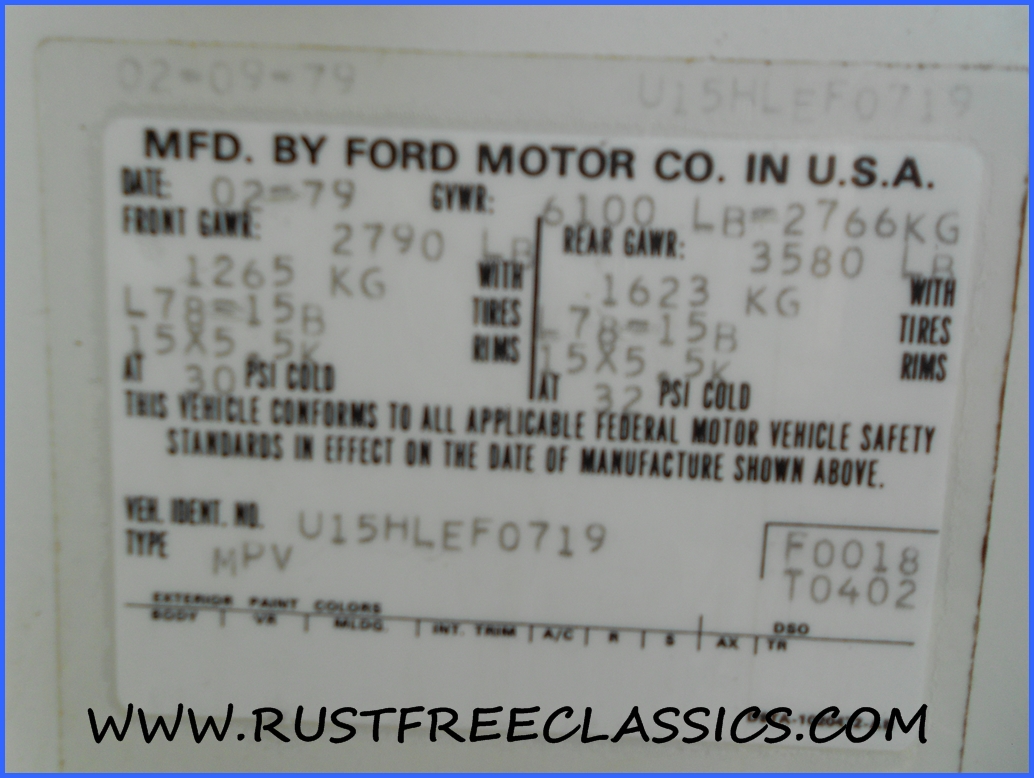 02-09-79 U15HLEF0719
MFD. BY FORD MOTOR CO. IN U.S.A.
DATE: 02-79 GVWR: 6100 LB-2766KG
FRONT GAWR: 2790 LB REAR GAWR: 3580 LB
1265 KG WITH 1623 KG WITH
L78-15B TIRES L78-15B TIRES
15X5.5K RIMS 15X5.5K RIMS
AT 30 PSI COLD AT 32 PSI COLD
THIS VEHICLE CONFORMS TO ALL APPLICABLE FEDERAL MOTOR VEHICLE SAFETY
STANDARDS IN EFFECT ON THE DATE OF MANUFACTURE SHOWN ABOVE.
VEH. IDENT. NO. U15HLEF0719 F0018
TYPE MPV T0402
EXTERIOR PAINT COLORS DSO
BODY VR MLDG. INT. TRIM A/C R S AX TR
WWW.RUSTFREECLASSICS.COM